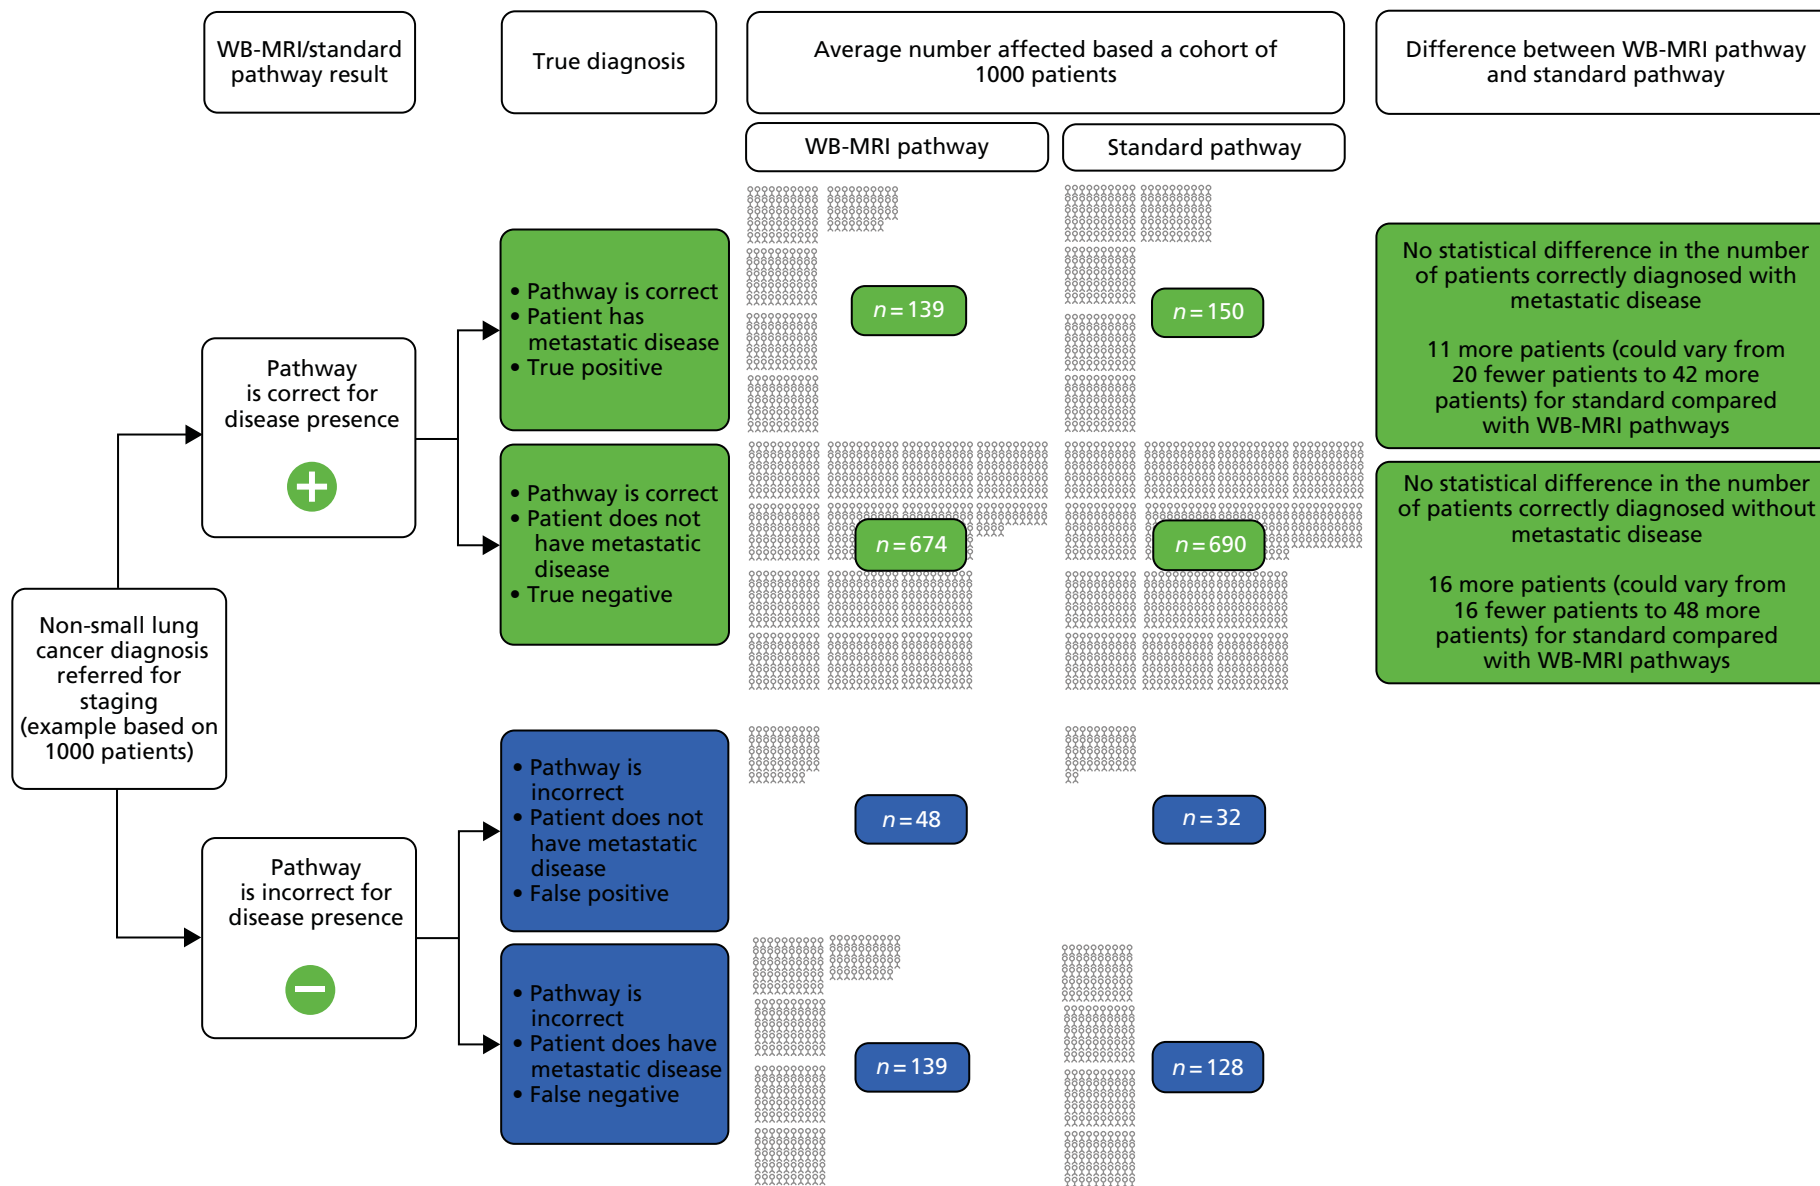 WB-MRI/standard
pathway result
True diagnosis
Average number affected based a cohort of
1000 patients
Difference between WB-MRI pathway
and standard pathway
WB-MRI pathway
Standard pathway
Non-small lung
cancer diagnosis
referred for
staging
(example based on
1000 patients)
Pathway
is correct for
disease presence
+
• Pathway is correct
• Patient has
metastatic disease
• True positive
n = 139
n = 150
No statistical difference in the number
of patients correctly diagnosed with
metastatic disease
11 more patients (could vary from
20 fewer patients to 42 more
patients) for standard compared
with WB-MRI pathways
• Pathway is correct
• Patient does not
have metastatic
disease
• True negative
n = 674
n = 690
No statistical difference in the number
of patients correctly diagnosed without
metastatic disease
16 more patients (could vary from
16 fewer patients to 48 more
patients) for standard compared
with WB-MRI pathways
Pathway
is incorrect for
disease presence
−
• Pathway is
incorrect
• Patient does not
have metastatic
disease
• False positive
n = 48
n = 32
• Pathway is
incorrect
• Patient does have
metastatic disease
• False negative
n = 139
n = 128